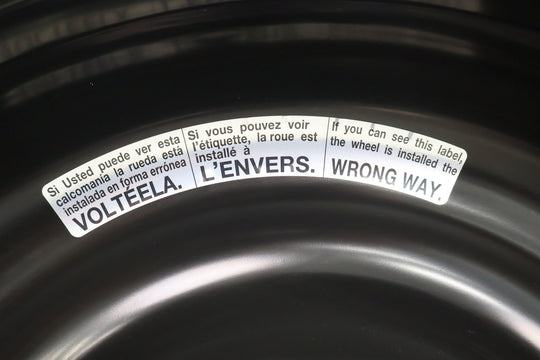 Si Usted puede ver esta
calcomanía la rueda está
instalada en forma errónea
VOLTÉELA.
Si vous pouvez voir
l'étiquette, la roue est
installé à
L'ENVERS.
If you can see this label,
the wheel is installed the
WRONG WAY.